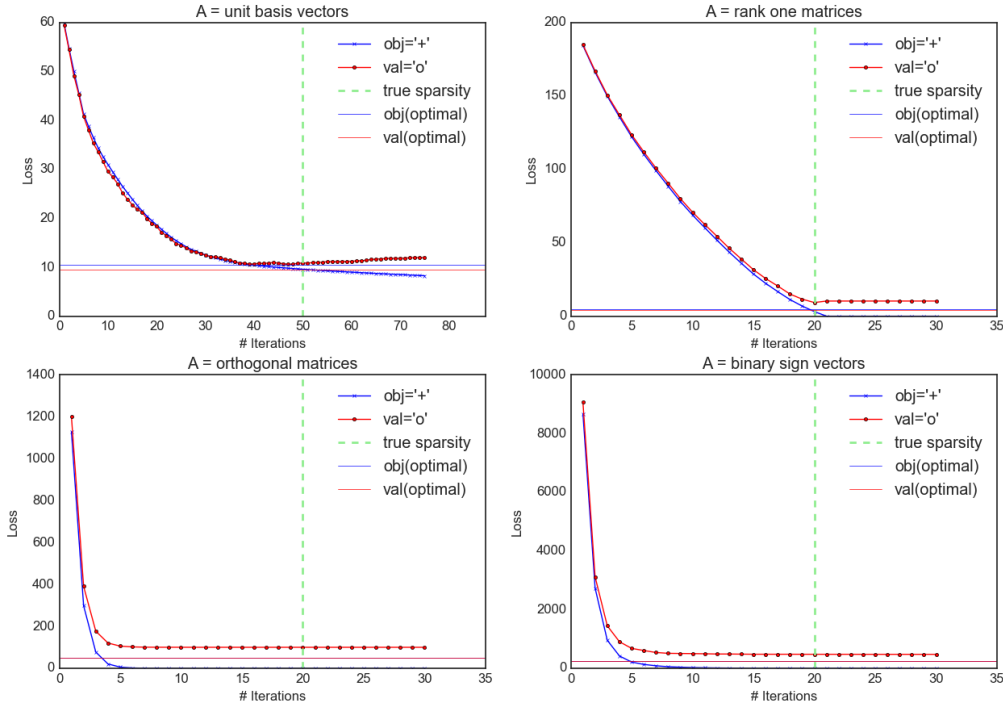 A = unit basis vectors
60
50
40
30
20
10
0
Loss
0 10 20 30 40 50 60 70 80
# Iterations
obj='+'
val='o'
true sparsity
obj(optimal)
val(optimal)
A = rank one matrices
200
150
100
50
0
Loss
0 5 10 15 20 25 30 35
# Iterations
obj='+'
val='o'
true sparsity
obj(optimal)
val(optimal)
A = orthogonal matrices
1400
1200
1000
800
600
400
200
0
Loss
0 5 10 15 20 25 30 35
# Iterations
obj='+'
val='o'
true sparsity
obj(optimal)
val(optimal)
A = binary sign vectors
10000
8000
6000
4000
2000
0
Loss
0 5 10 15 20 25 30 35
# Iterations
obj='+'
val='o'
true sparsity
obj(optimal)
val(optimal)